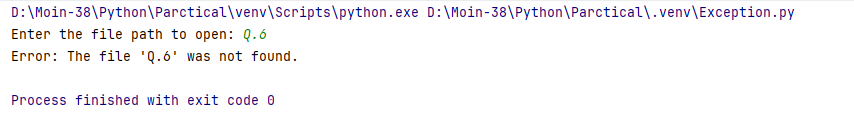 D:\Moin-38\Python\Parctical\venv\Scripts\python.exe D:\Moin-38\Python\Parctical\.venv\Exception.py
Enter the file path to open: Q.6
Error: The file 'Q.6' was not found.
Process finished with exit code 0